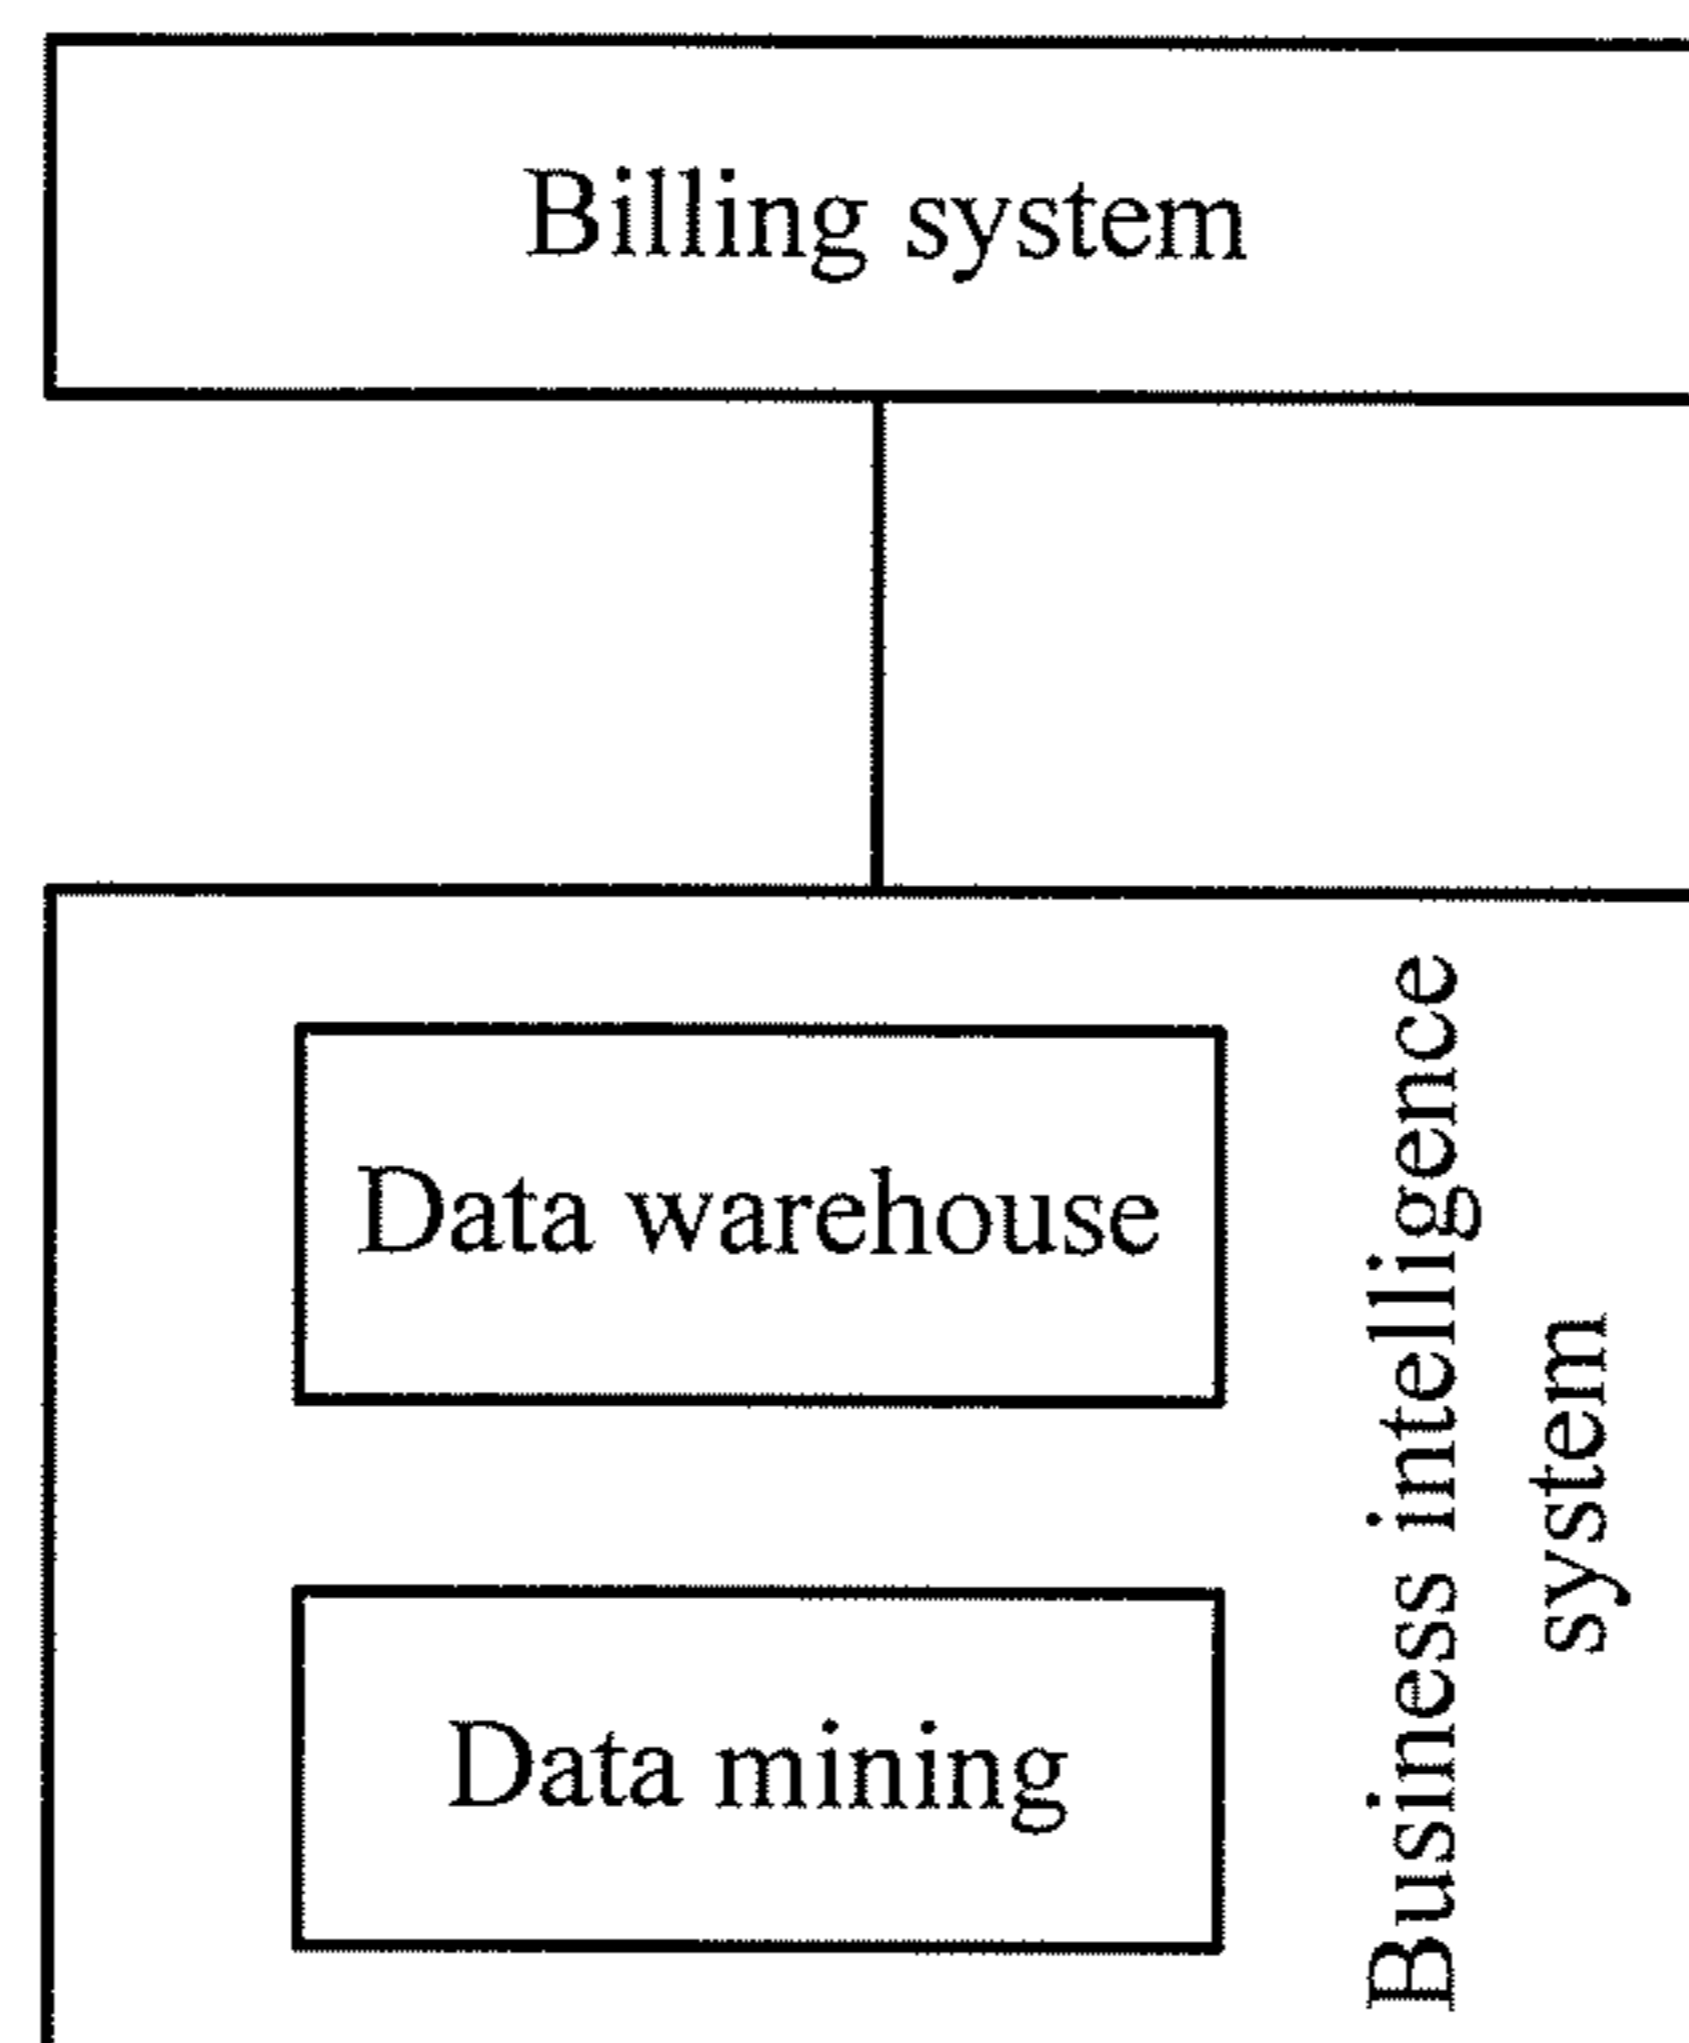 Billing system
Data warehouse
Data mining
Business intelligence
system